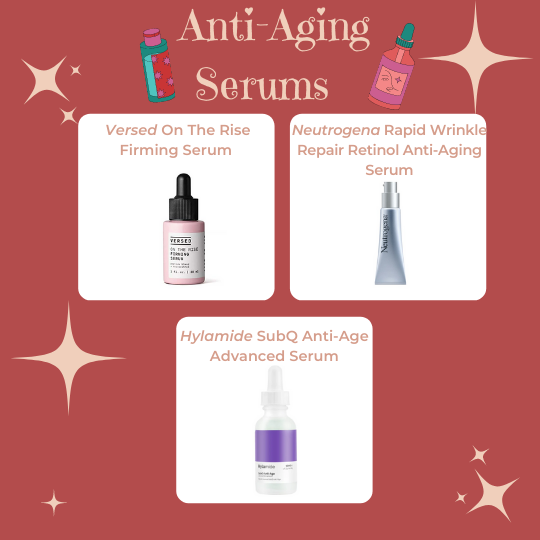 Anti-Aging
Serums
Versed On The Rise
Firming Serum
Neutrogena Rapid Wrinkle
Repair Retinol Anti-Aging
Serum
VERSED
ON THE RISE
FIRMING
SERUM
Neutrogena
Hylamide SubQ Anti-Age
Advanced Serum
Hylamide